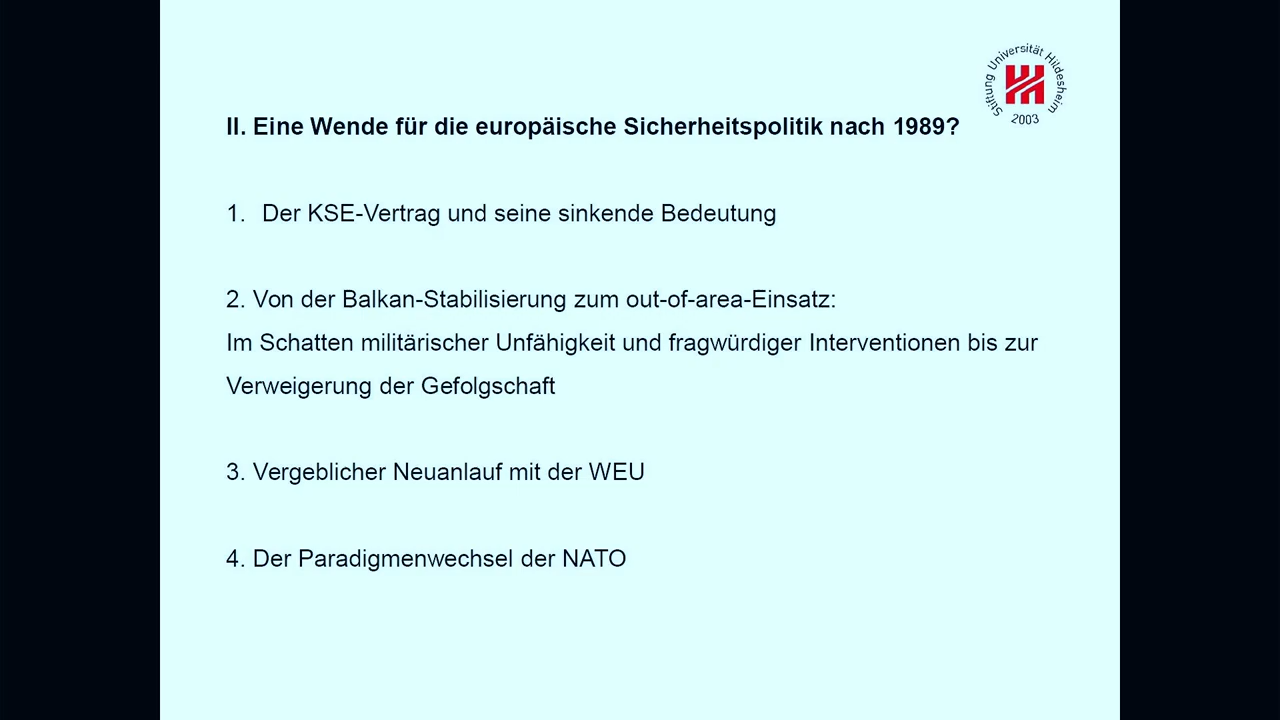 Stiftung Universität Hildesheim
2003
II. Eine Wende für die europäische Sicherheitspolitik nach 1989?
1. Der KSE-Vertrag und seine sinkende Bedeutung
2. Von der Balkan-Stabilisierung zum out-of-area-Einsatz:
Im Schatten militärischer Unfähigkeit und fragwürdiger Interventionen bis zur
Verweigerung der Gefolgschaft
3. Vergeblicher Neuanlauf mit der WEU
4. Der Paradigmenwechsel der NATO